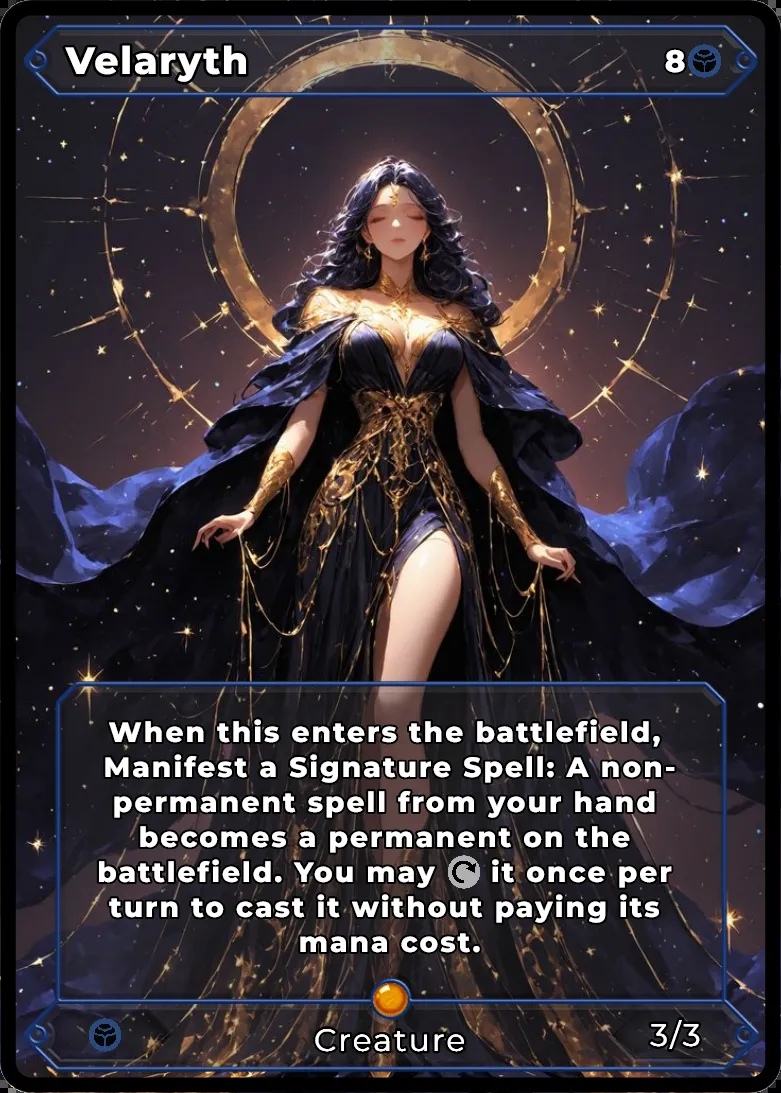 Velaryth
8
When this enters the battlefield,
Manifest a Signature Spell: A non-
permanent spell from your hand
becomes a permanent on the
battlefield. You may it once per
turn to cast it without paying its
mana cost.
Creature
3/3